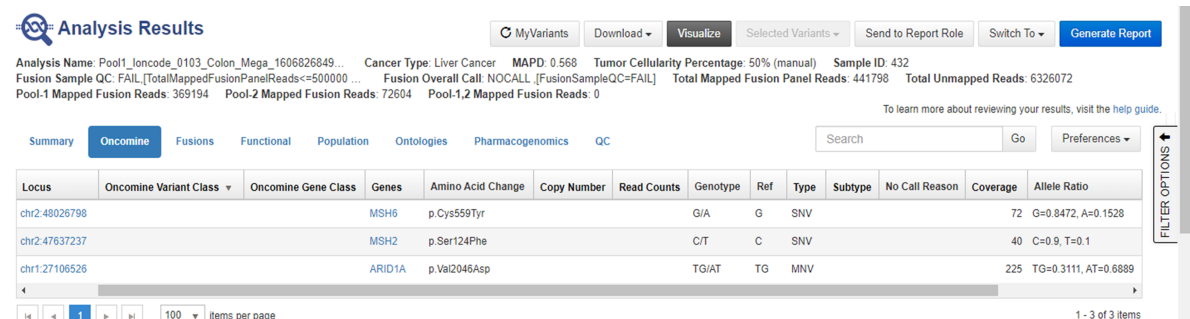 Analysis Results
MyVariants Download Visualize Selected Variants Send to Report Role Switch To Generate Report
Analysis Name: Pool1_Ioncode_0103_Colon_Mega_1606826849... Cancer Type: Liver Cancer MAPD: 0.568 Tumor Cellularity Percentage: 50% (manual) Sample ID: 432
Fusion Sample QC: FAIL,[TotalMappedFusionPanelReads<=500000 ... Fusion Overall Call: NOCALL ,[FusionSampleQC=FAIL] Total Mapped Fusion Panel Reads: 441798 Total Unmapped Reads: 6326072
Pool-1 Mapped Fusion Reads: 369194 Pool-2 Mapped Fusion Reads: 72604 Pool-1,2 Mapped Fusion Reads: 0
To learn more about reviewing your results, visit the help guide.
Summary Oncomine Fusions Functional Population Ontologies Pharmacogenomics QC Search Go Preferences
FILTER OPTIONS
Locus Oncomine Variant Class Oncomine Gene Class Genes Amino Acid Change Copy Number Read Counts Genotype Ref Type Subtype No Call Reason Coverage Allele Ratio
chr2:48026798 MSH6 p.Cys559Tyr G/A G SNV 72 G=0.8472, A=0.1528
chr2:47637237 MSH2 p.Ser124Phe C/T C SNV 40 C=0.9, T=0.1
chr1:27106526 ARID1A p.Val2046Asp TG/AT TG MNV 225 TG=0.3111, AT=0.6889
1 100 items per page 1 - 3 of 3 items